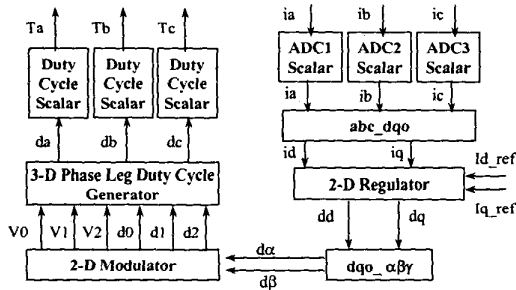 Ta Tb Tc
ia ib ic
Duty Cycle Scalar
Duty Cycle Scalar
Duty Cycle Scalar
ADC1 Scalar
ADC2 Scalar
ADC3 Scalar
ia ib ic
da db dc
abc_dqo
id iq
3-D Phase Leg Duty Cycle
Generator
2-D Regulator
Id_ref
Iq_ref
V0 V1 V2 d0 d1 d2
dd dq
2-D Modulator
dα
dβ
dqo_ αβγ